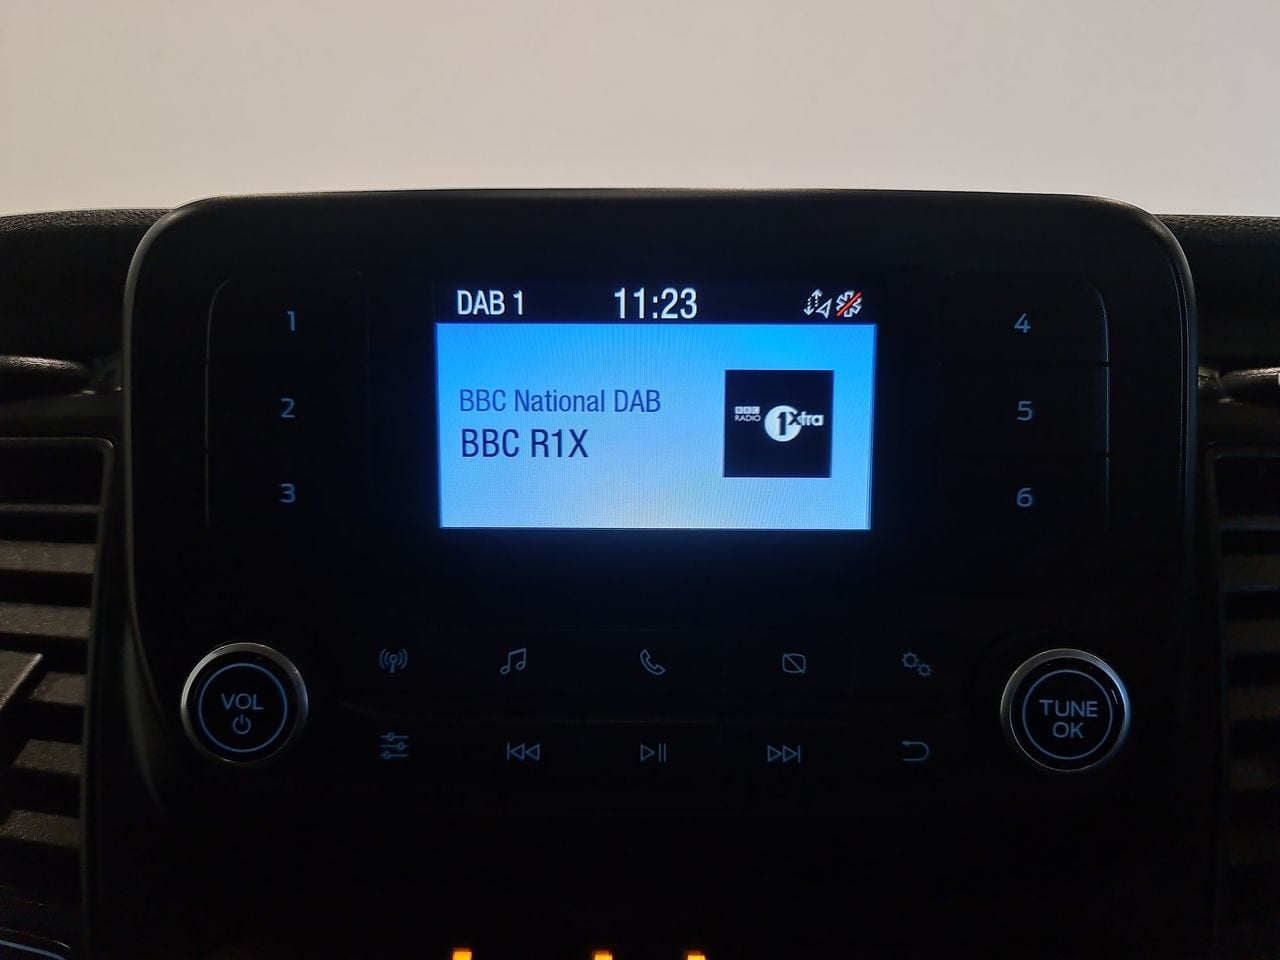 DAB 1 11:23
1
2
3
BBC National DAB
BBC R1X
BBC
RADIO
1Xtra
4
5
6
VOL
TUNE
OK